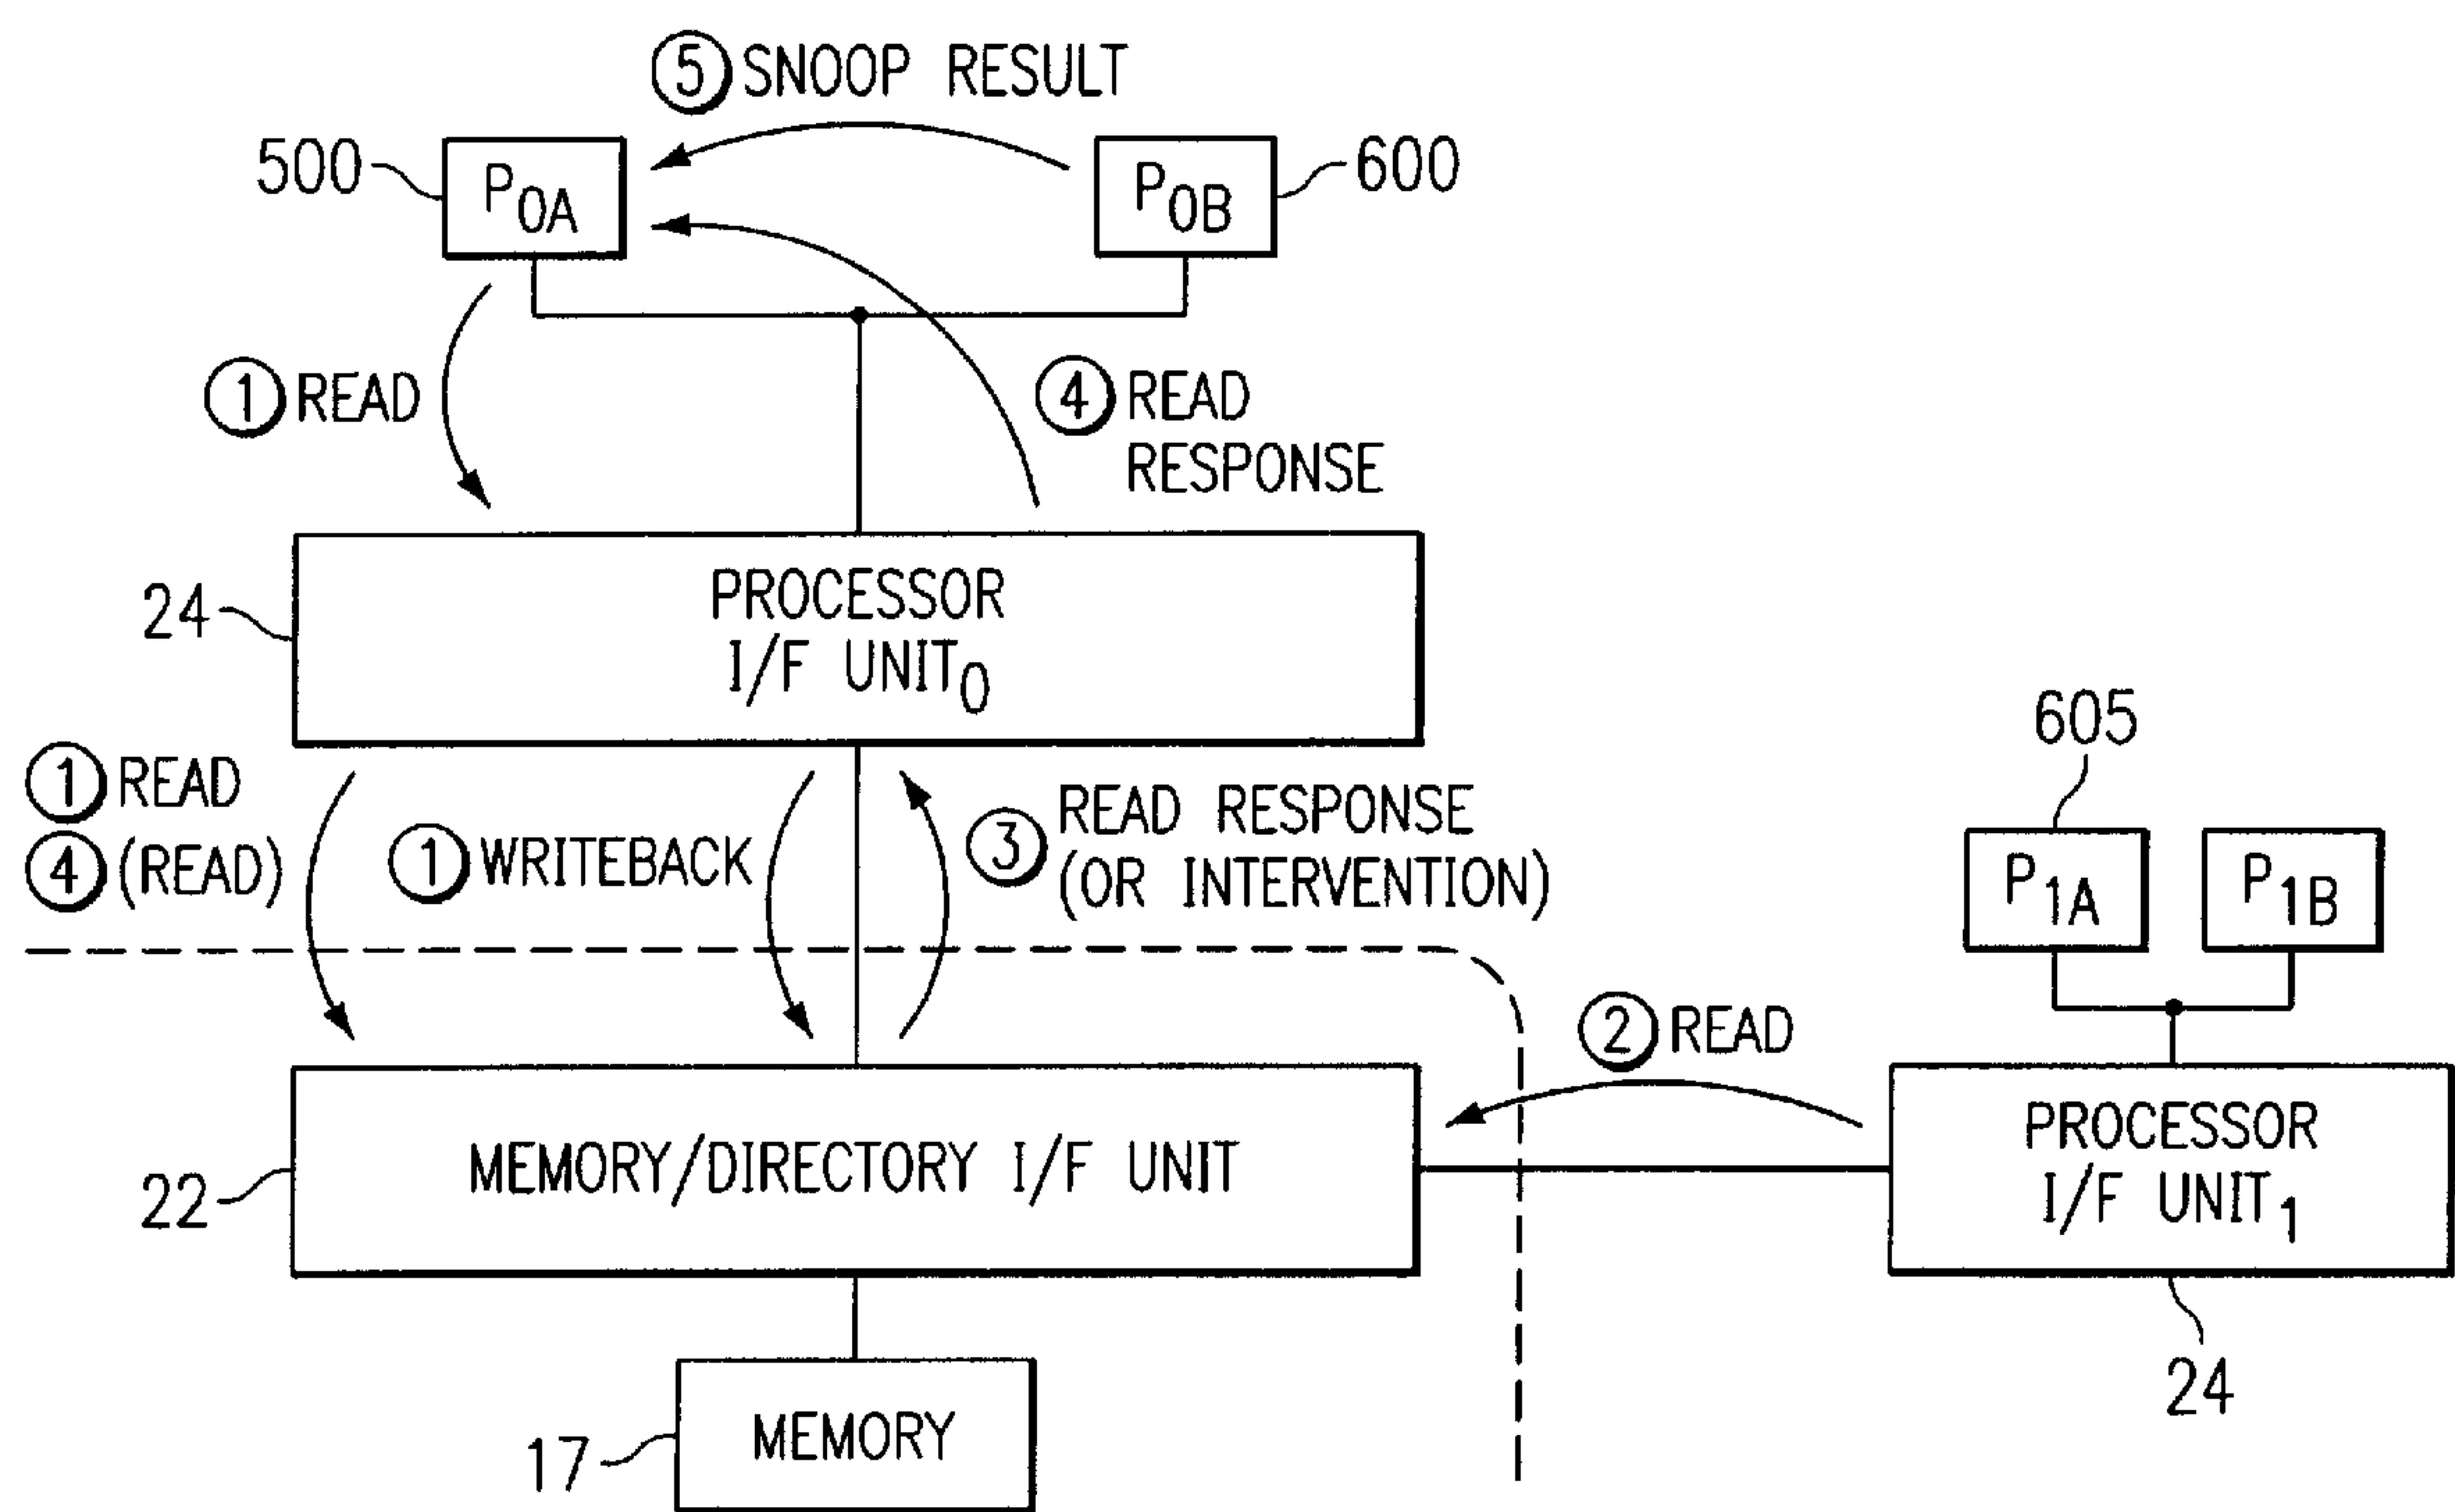 ⑤ SNOOP RESULT
500
P0A
P0B
600
① READ
④ READ
RESPONSE
PROCESSOR
I/F UNIT0
24
605
① READ
④ (READ)
① WRITEBACK
③ READ RESPONSE
(OR INTERVENTION)
P1A
P1B
② READ
MEMORY/DIRECTORY I/F UNIT
22
PROCESSOR
I/F UNIT1
24
MEMORY
17